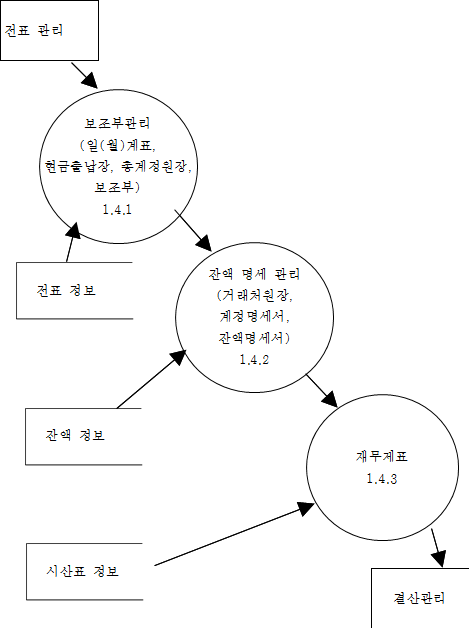 전표 관리
보조부관리
(일(월)계표,
현금출납장, 총계정원장,
보조부)
1.4.1
전표 정보
잔액 명세 관리
(거래처원장,
계정명세서,
잔액명세서)
1.4.2
잔액 정보
재무제표
1.4.3
시산표 정보
결산관리